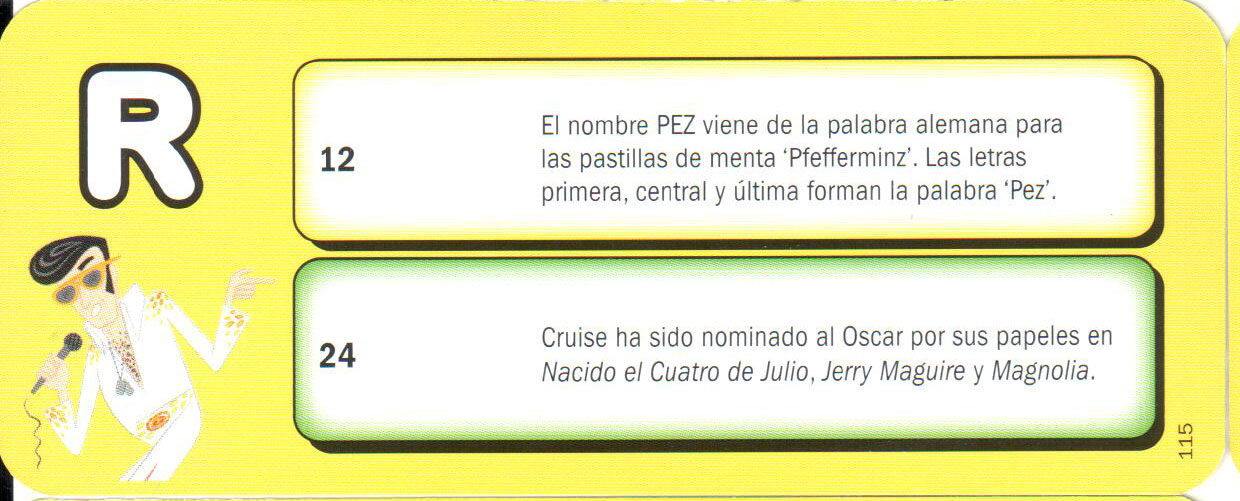 R
12
El nombre PEZ viene de la palabra alemana para
las pastillas de menta ‘Pfefferminz’. Las letras
primera, central y última forman la palabra ‘Pez’.
24
Cruise ha sido nominado al Oscar por sus papeles en
Nacido el Cuatro de Julio, Jerry Maguire y Magnolia.
115